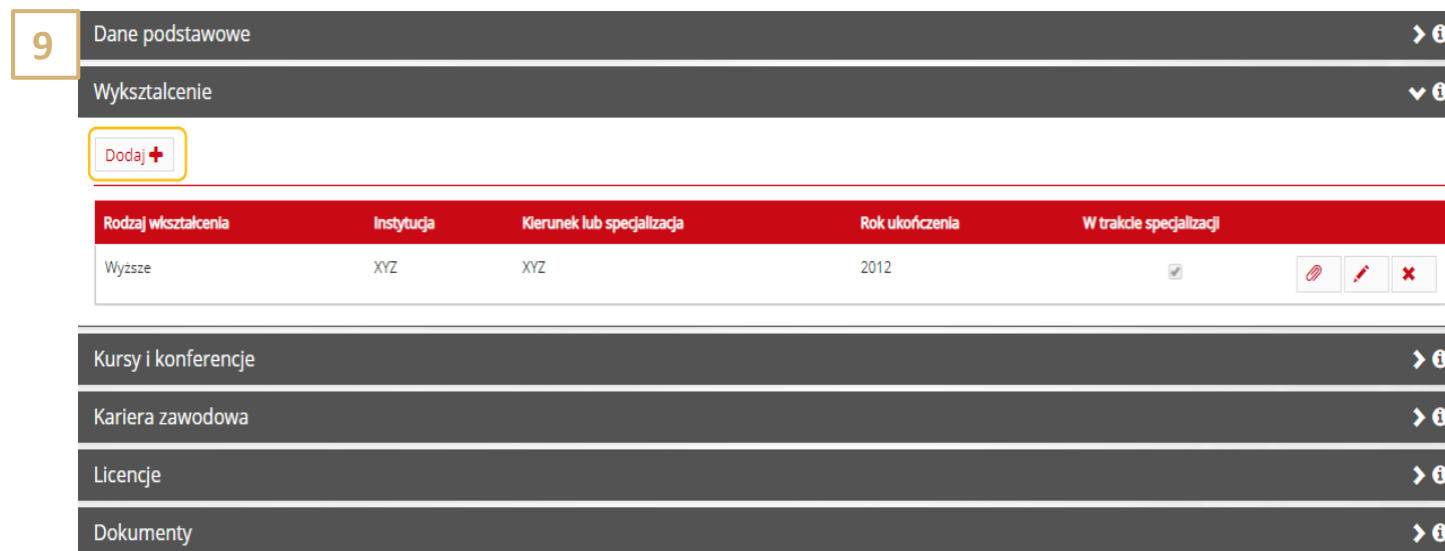 9
Dane podstawowe
Wyksztalcenie
Dodaj
Rodzaj wkształcenia Instytucja Kierunek lub specjalizacja Rok ukończenia W trakcie specjalizacji
Wyższe XYZ XYZ 2012
Kursy i konferencje
Kariera zawodowa
Licencje
Dokumenty